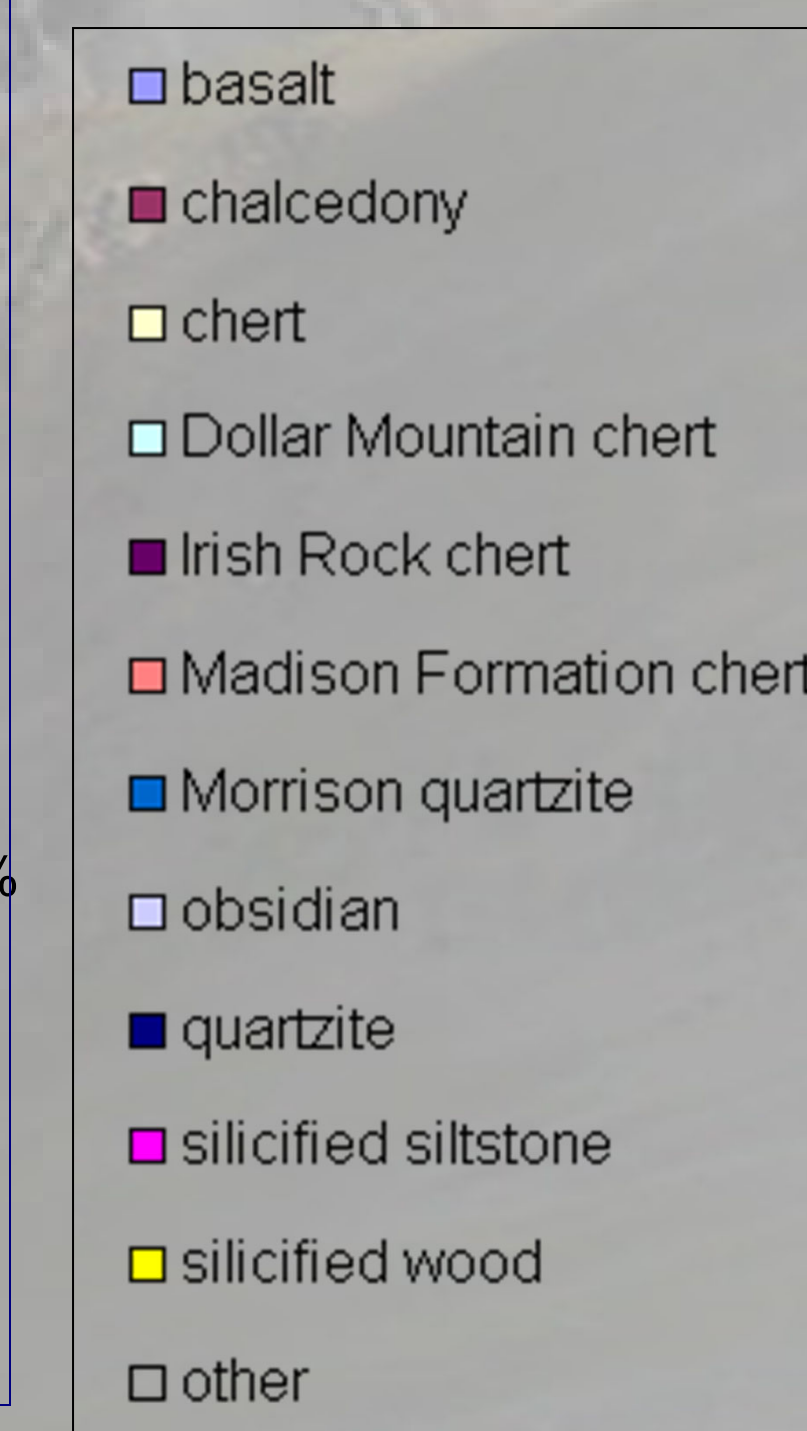 basalt
chalcedony
chert
Dollar Mountain chert
Irish Rock chert
Madison Formation chert
Morrison quartzite
%
obsidian
quartzite
silicified siltstone
silicified wood
other